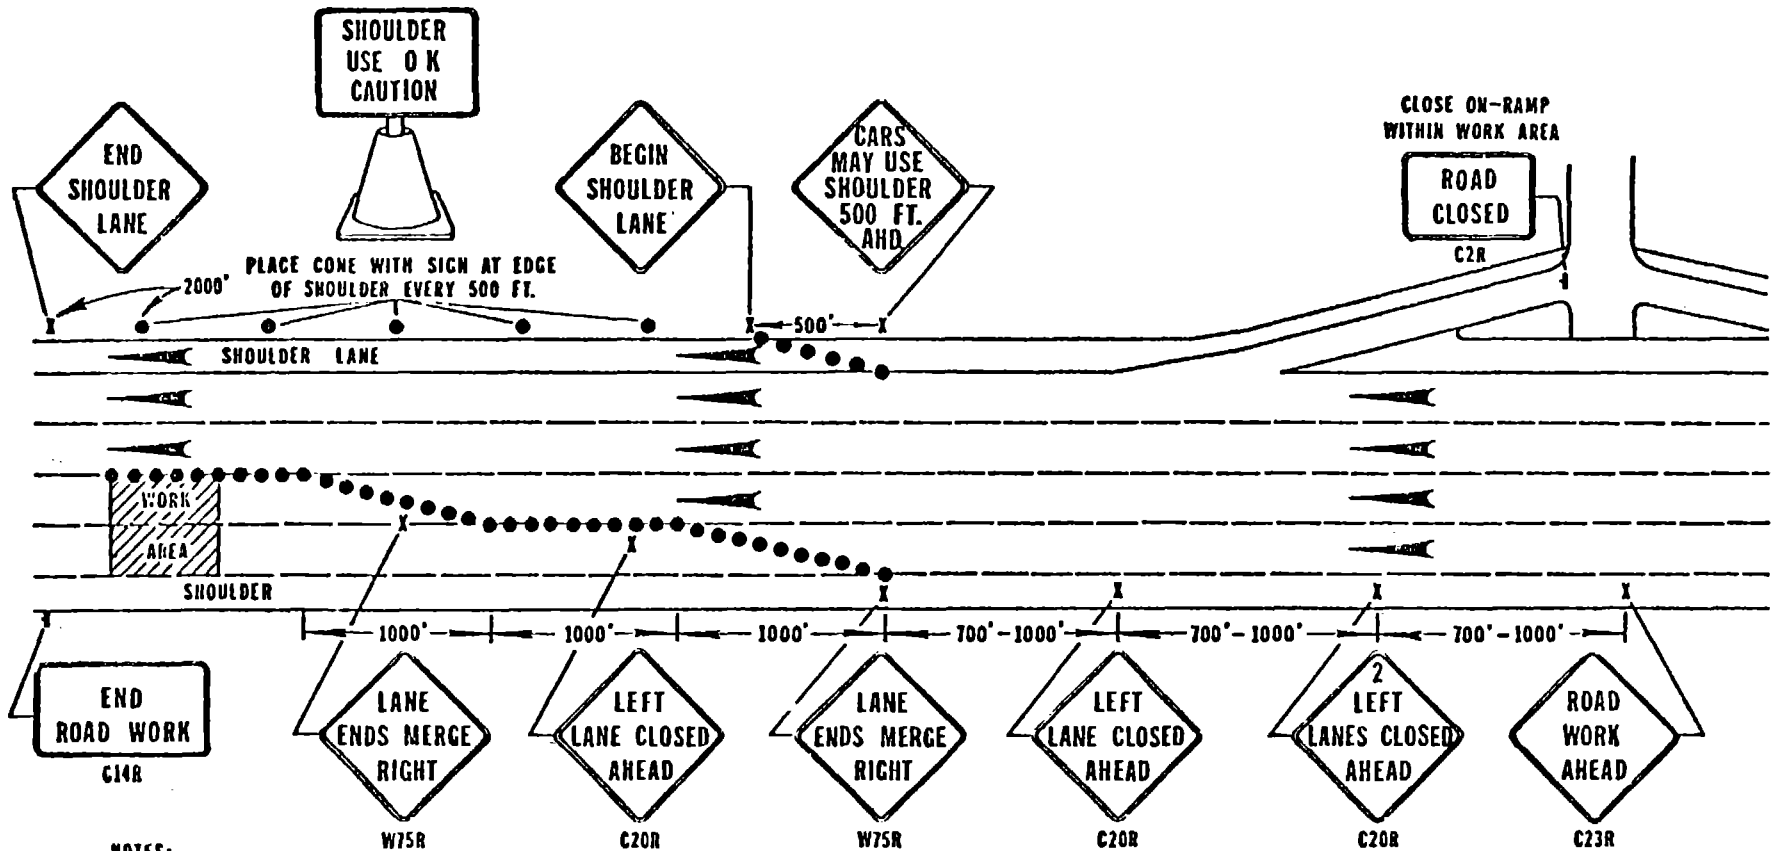 SHOULDER
USE OK
CAUTION
END
SHOULDER
LANE
BEGIN
SHOULDER
LANE
CARS
MAY USE
SHOULDER
500 FT.
AHD
CLOSE ON-RAMP
WITHIN WORK AREA
ROAD
CLOSED
C2R
PLACE CONE WITH SIGN AT EDGE
OF SHOULDER EVERY 500 FT.
2000'
500'
SHOULDER LANE
WORK
AREA
SHOULDER
1000'
1000'
1000'
700'-1000'
700'-1000'
700'-1000'
END
ROAD WORK
G14R
LANE
ENDS MERGE
RIGHT
W75R
LEFT
LANE CLOSED
AHEAD
C20R
LANE
ENDS MERGE
RIGHT
W75R
LEFT
LANE CLOSED
AHEAD
C20R
2
LEFT
LANES CLOSED
AHEAD
C20R
ROAD
WORK
AHEAD
C23R
NOTES: